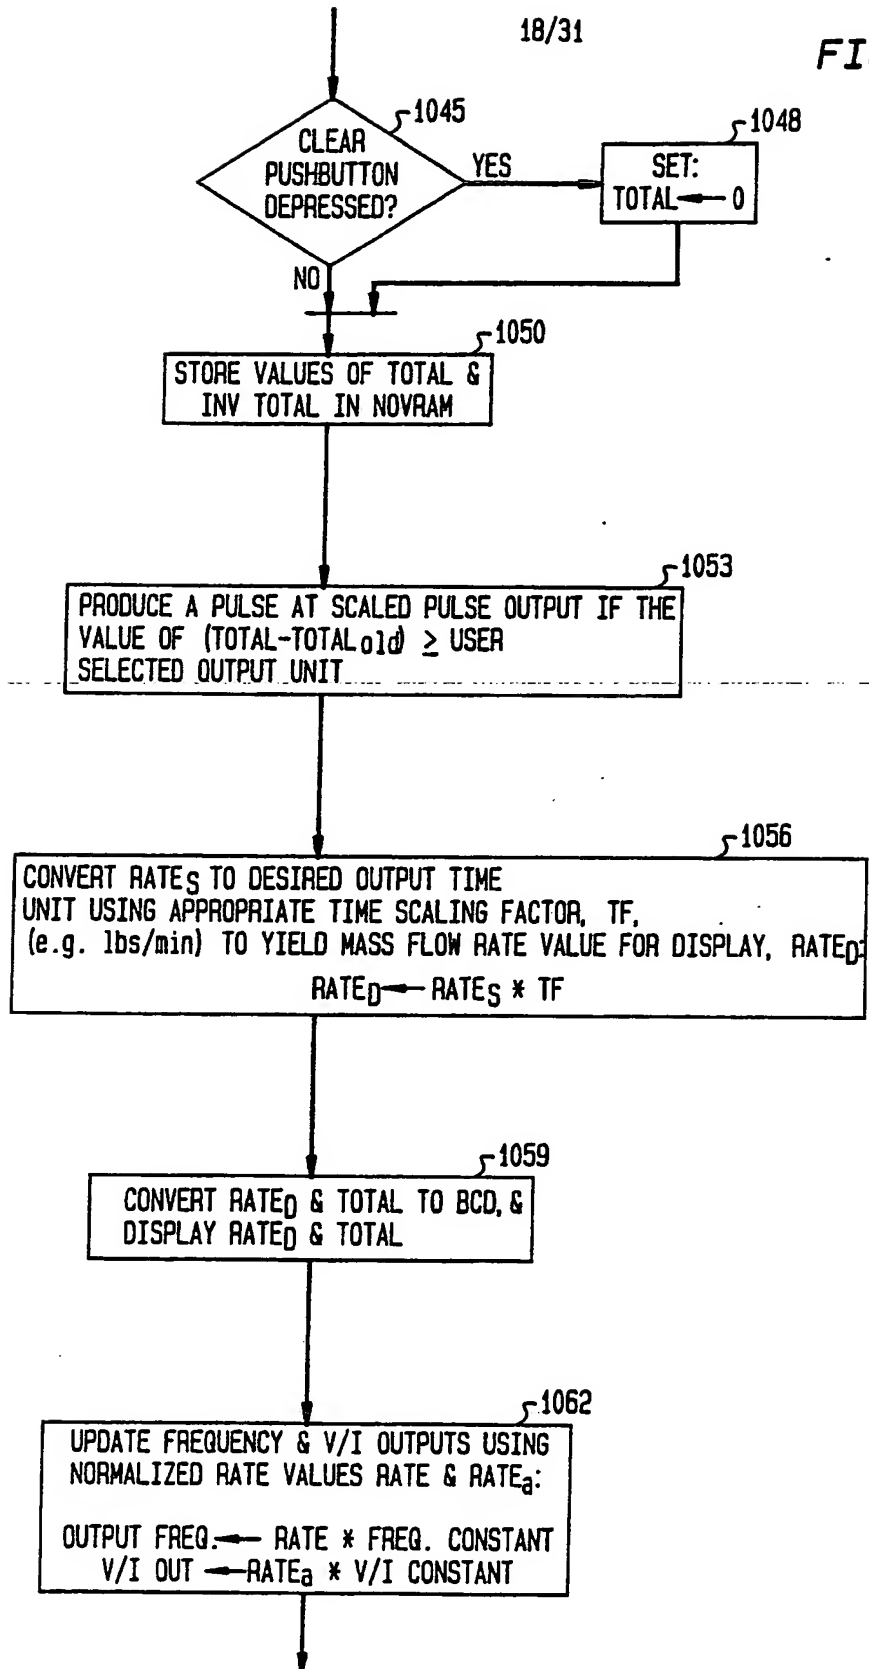 18/31
FI
1045
CLEAR
PUSHBUTTON
DEPRESSED?
YES
1048
SET:
TOTAL ← 0
NO
1050
STORE VALUES OF TOTAL &
INV TOTAL IN NOVRAM
1053
PRODUCE A PULSE AT SCALED PULSE OUTPUT IF THE
VALUE OF (TOTAL-TOTALold) ≥ USER
SELECTED OUTPUT UNIT
1056
CONVERT RATES TO DESIRED OUTPUT TIME
UNIT USING APPROPRIATE TIME SCALING FACTOR, TF,
(e.g. lbs/min) TO YIELD MASS FLOW RATE VALUE FOR DISPLAY, RATED:
RATED ← RATES * TF
1059
CONVERT RATED & TOTAL TO BCD, &
DISPLAY RATED & TOTAL
1062
UPDATE FREQUENCY & V/I OUTPUTS USING
NORMALIZED RATE VALUES RATE & RATEa:
OUTPUT FREQ. ← RATE * FREQ. CONSTANT
V/I OUT ← RATEa * V/I CONSTANT